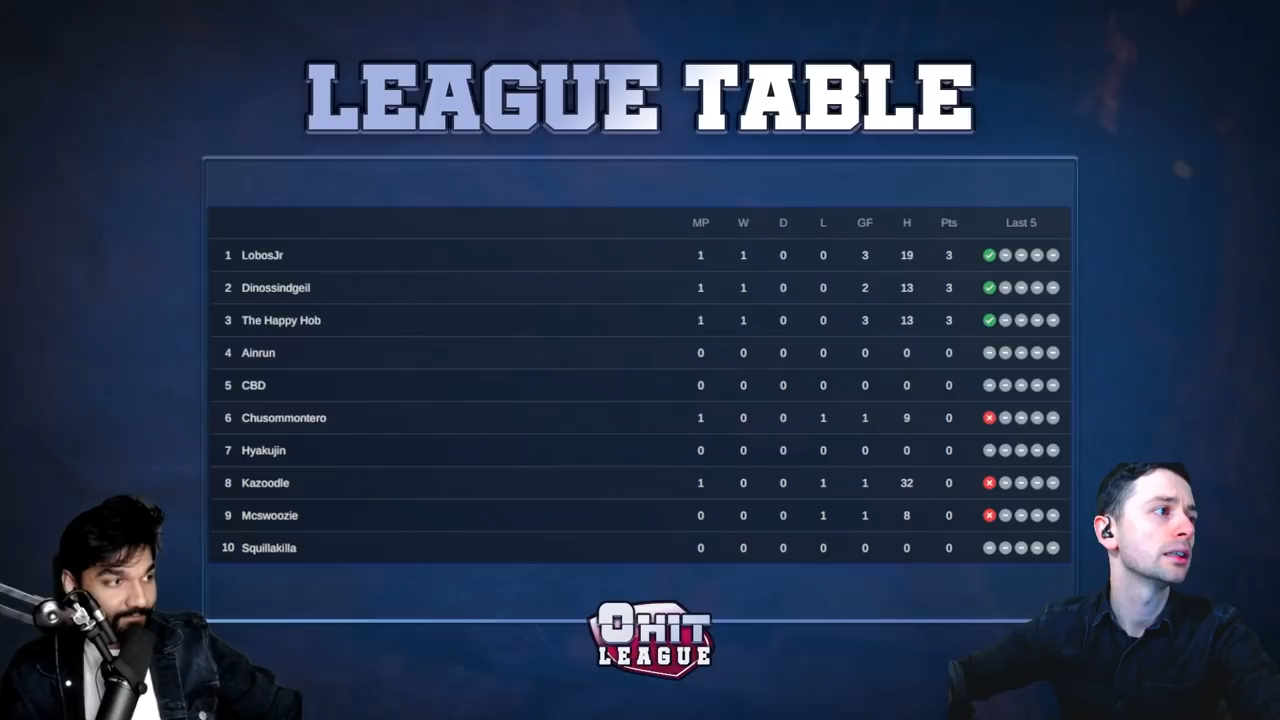 LEAGUE TABLE
MP W D L GF H Pts Last 5
1 LobosJr 1 1 0 0 3 19 3
2 Dinossindgeil 1 1 0 0 2 13 3
3 The Happy Hob 1 1 0 0 3 13 3
4 Ainrun 0 0 0 0 0 0 0
5 CBD 0 0 0 0 0 0 0
6 Chusommontero 1 0 0 1 1 9 0
7 Hyakujin 0 0 0 0 0 0 0
8 Kazoodle 1 0 0 1 1 32 0
9 Mcswoozie 0 0 0 1 1 8 0
10 Squillakilla 0 0 0 0 0 0 0
0HIT
LEAGUE